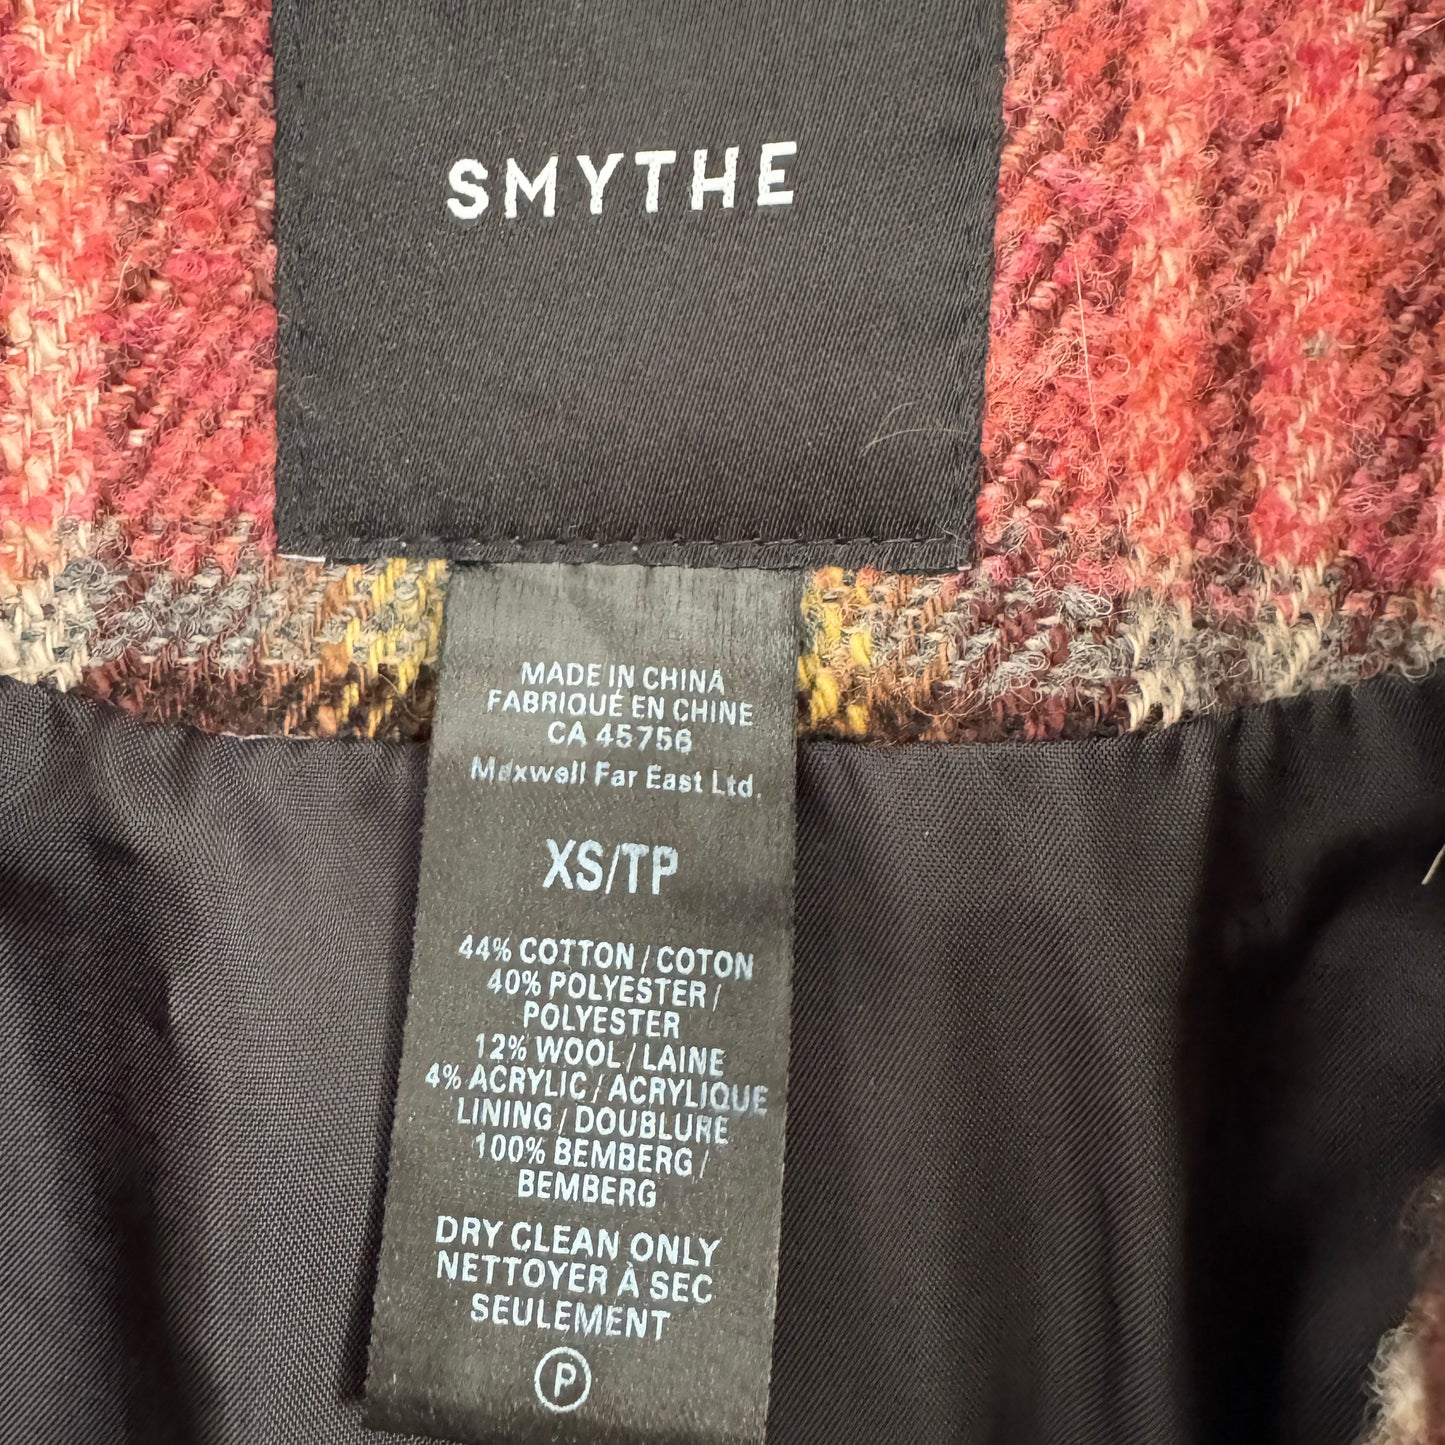 SMYTHE
MADE IN CHINA
FABRIQUÉ EN CHINE
CA 45756
Maxwell Far East Ltd.
XS/TP
44% COTTON / COTON
40% POLYESTER /
POLYESTER
12% WOOL / LAINE
4% ACRYLIC / ACRYLIQUE
LINING / DOUBLURE
100% BEMBERG /
BEMBERG
DRY CLEAN ONLY
NETTOYER À SEC
SEULEMENT
P